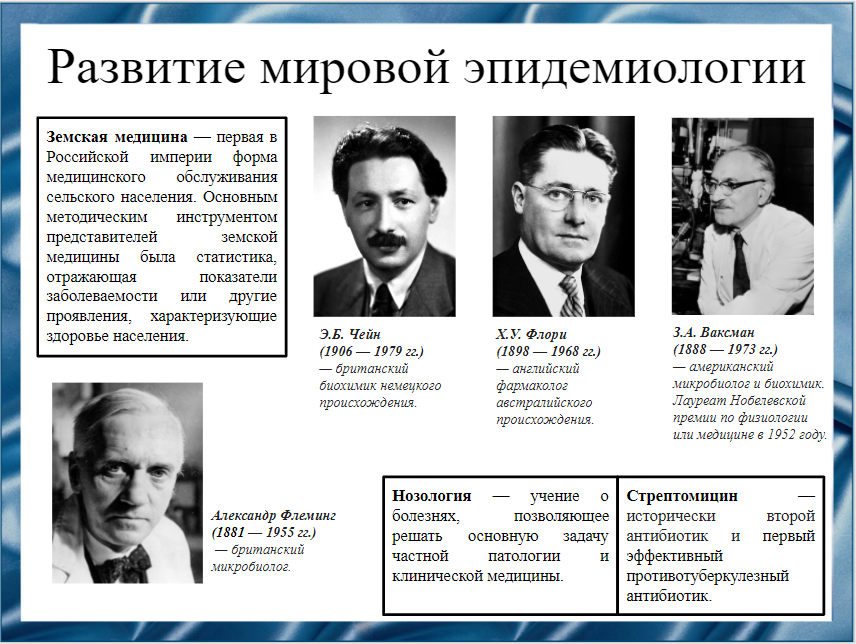 Развитие мировой эпидемиологии
Земская медицина — первая в
Российской империи форма
медицинского обслуживания
сельского населения. Основным
методическим инструментом
представителей земской
медицины была статистика,
отражающая показатели
заболеваемости или другие
проявления, характеризующие
здоровье населения.
Э.Б. Чейн
(1906 — 1979 гг.)
— британский
биохимик немецкого
происхождения.
Х.У. Флори
(1898 — 1968 гг.)
— английский
фармаколог
австралийского
происхождения.
З.А. Ваксман
(1888 — 1973 гг.)
— американский
микробиолог и биохимик.
Лауреат Нобелевской
премии по физиологии
или медицине в 1952 году.
Александр Флеминг
(1881 — 1955 гг.)
— британский
микробиолог.
Нозология — учение о
болезнях, позволяющее
решать основную задачу
частной патологии и
клинической медицины.
Стрептомицин —
исторически второй
антибиотик и первый
эффективный
противотуберкулезный
антибиотик.